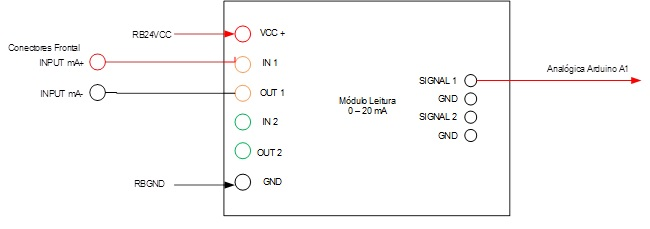 RB24VCC
VCC +
Conectores Frontal
INPUT mA+
IN 1
SIGNAL 1
Analógica Arduino A1
INPUT mA-
OUT 1
Módulo Leitura
0 – 20 mA
GND
SIGNAL 2
IN 2
GND
OUT 2
RBGND
GND